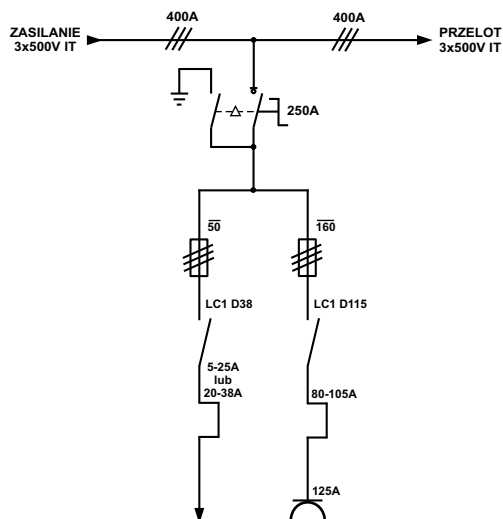 400A
400A
ZASILANIE
3x500V IT
PRZELOT
3x500V IT
250A
50
160
LC1 D38
LC1 D115
5-25A
lub
20-38A
80-105A
125A